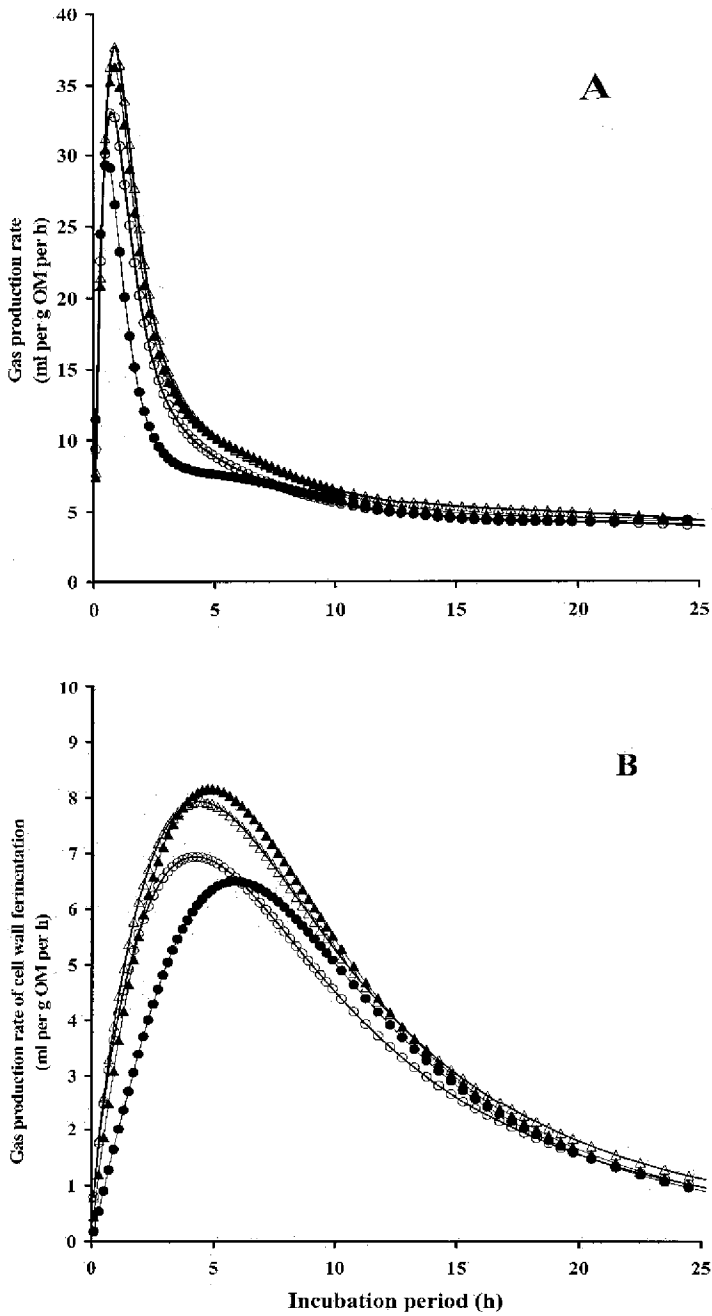 A
Gas production rate
(ml per g OM per h)
40
35
30
25
20
15
10
5
0
0 5 10 15 20 25
B
Gas production rate of cell wall fermentation
(ml per g OM per h)
10
9
8
7
6
5
4
3
2
1
0
0 5 10 15 20 25
Incubation period (h)